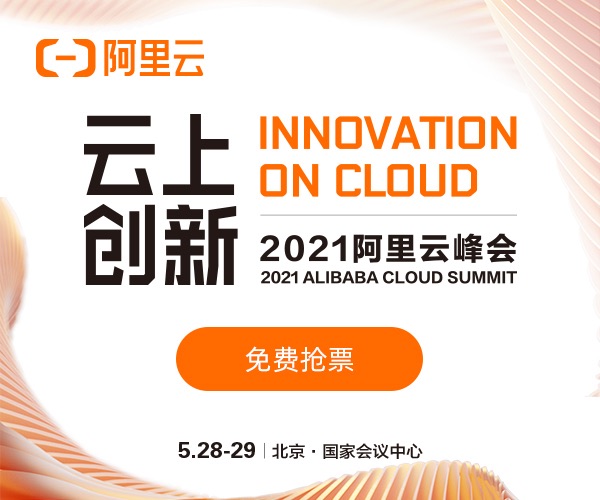 阿里云
云上
创新
INNOVATION
ON CLOUD
2021阿里云峰会
2021 ALIBABA CLOUD SUMMIT
免费抢票
5.28-29 | 北京·国家会议中心